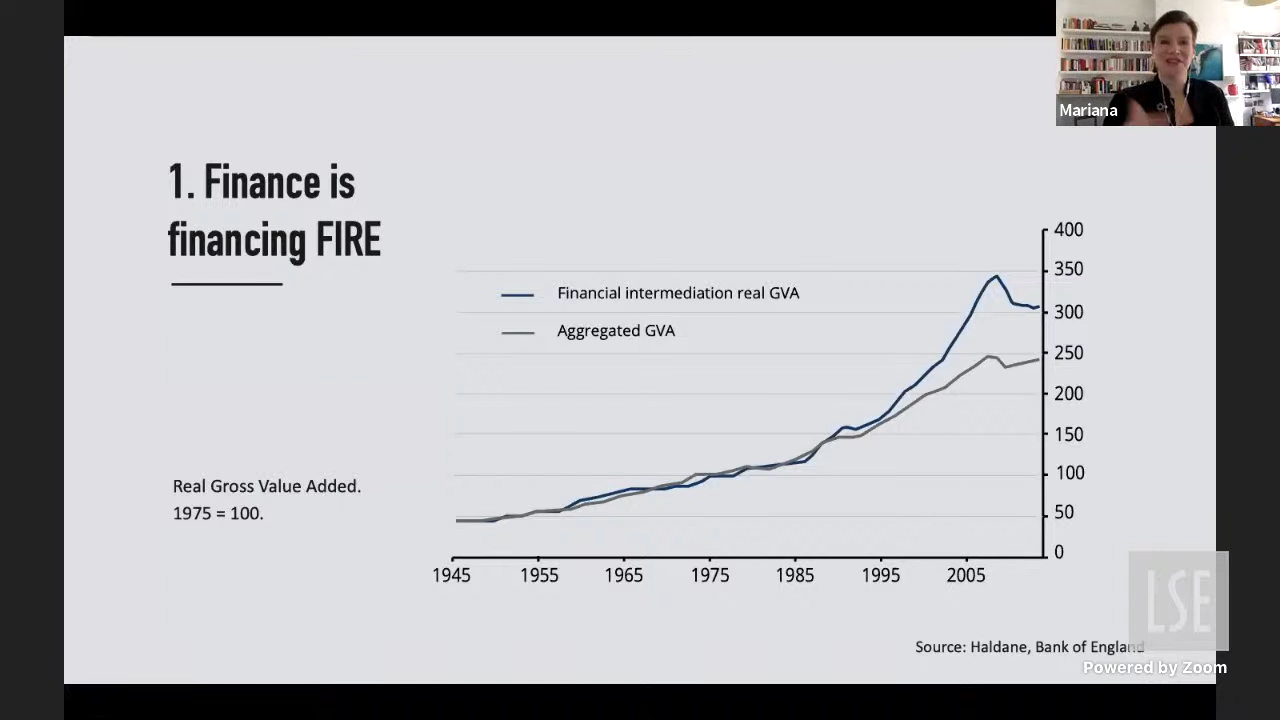 Mariana
1. Finance is
financing FIRE
Real Gross Value Added.
1975 = 100.
Financial intermediation real GVA
Aggregated GVA
400
350
300
250
200
150
100
50
0
1945 1955 1965 1975 1985 1995 2005
LSE
Source: Haldane, Bank of England
Powered by Zoom